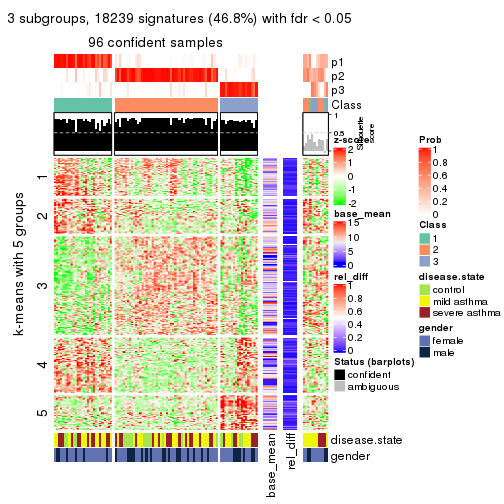 3 subgroups, 18239 signatures (46.8%) with fdr < 0.05
96 confident samples
p1
p2
p3
Class
1
0.5
0
Silhouette
score
k-means with 5 groups
1
2
3
4
5
z-score
2
1
0
-1
-2
base_mean
15
10
5
0
rel_diff
1
0.8
0.6
0.4
0.2
0
Status (barplots)
confident
ambiguous
Prob
1
0.8
0.6
0.4
0.2
0
Class
1
2
3
disease.state
control
mild asthma
severe asthma
gender
female
male
disease.state
gender
base_mean
rel_diff